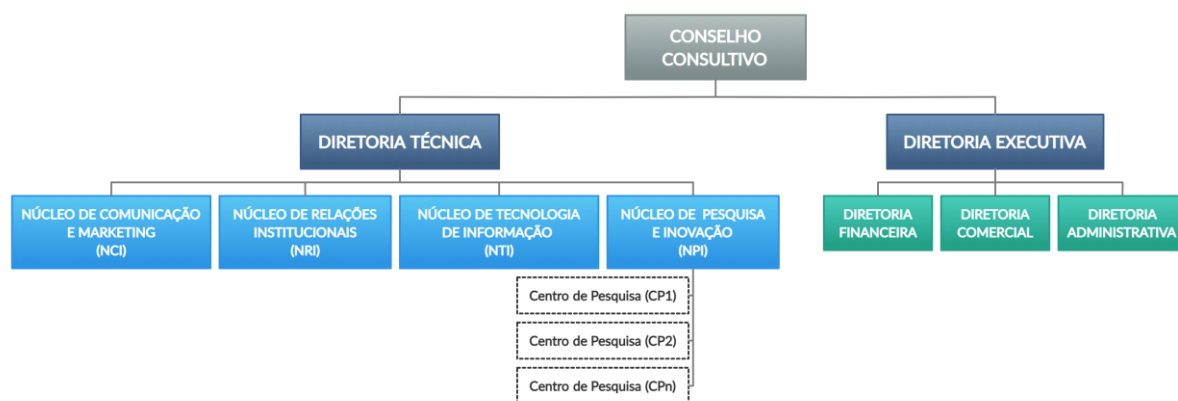 CONSELHO
CONSULTIVO
DIRETORIA TÉCNICA
DIRETORIA EXECUTIVA
NÚCLEO DE COMUNICAÇÃO
E MARKETING
(NCI)
NÚCLEO DE RELAÇÕES
INSTITUCIONAIS
(NRI)
NÚCLEO DE TECNOLOGIA
DE INFORMAÇÃO
(NTI)
NÚCLEO DE PESQUISA
E INOVAÇÃO
(NPI)
DIRETORIA
FINANCEIRA
DIRETORIA
COMERCIAL
DIRETORIA
ADMINISTRATIVA
Centro de Pesquisa (CP1)
Centro de Pesquisa (CP2)
Centro de Pesquisa (CPn)